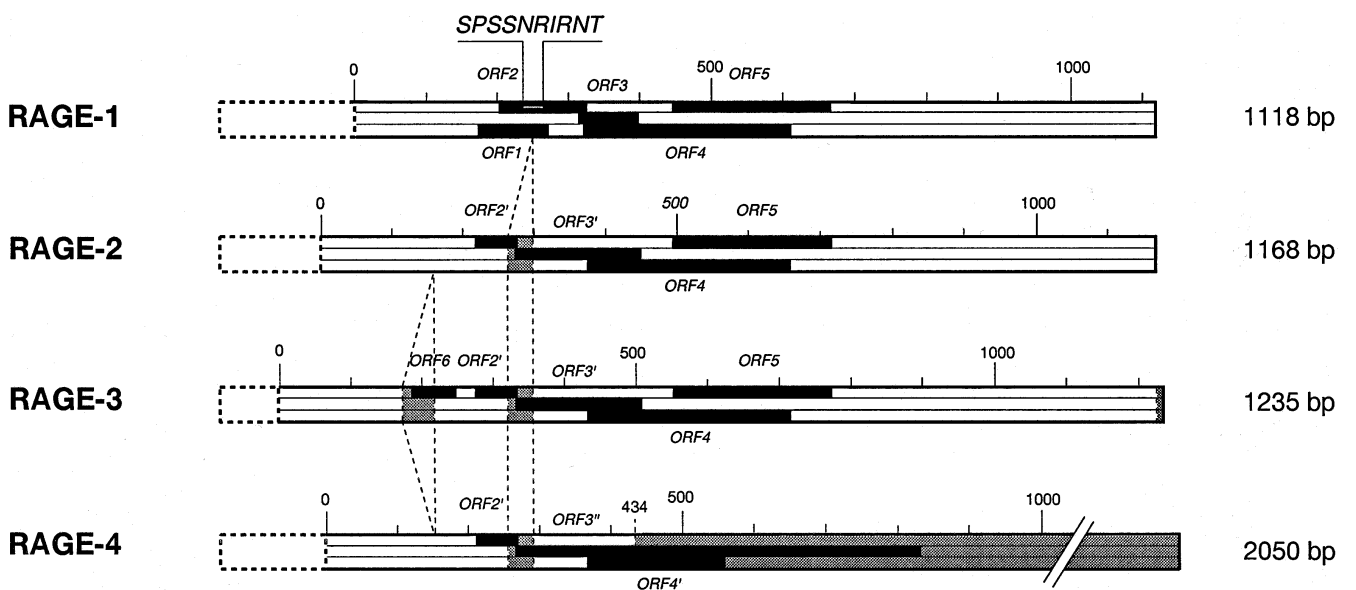 SPSSNRIRNT
0 ORF2 ORF3 500 ORF5 1000
RAGE-1 1118 bp
ORF1 ORF4
0 ORF2' ORF3' 500 ORF5 1000
RAGE-2 1168 bp
ORF4
0 ORF6 ORF2' ORF3' 500 ORF5 1000
RAGE-3 1235 bp
ORF4
0 ORF2' ORF3" 434 500 1000
RAGE-4 2050 bp
ORF4'